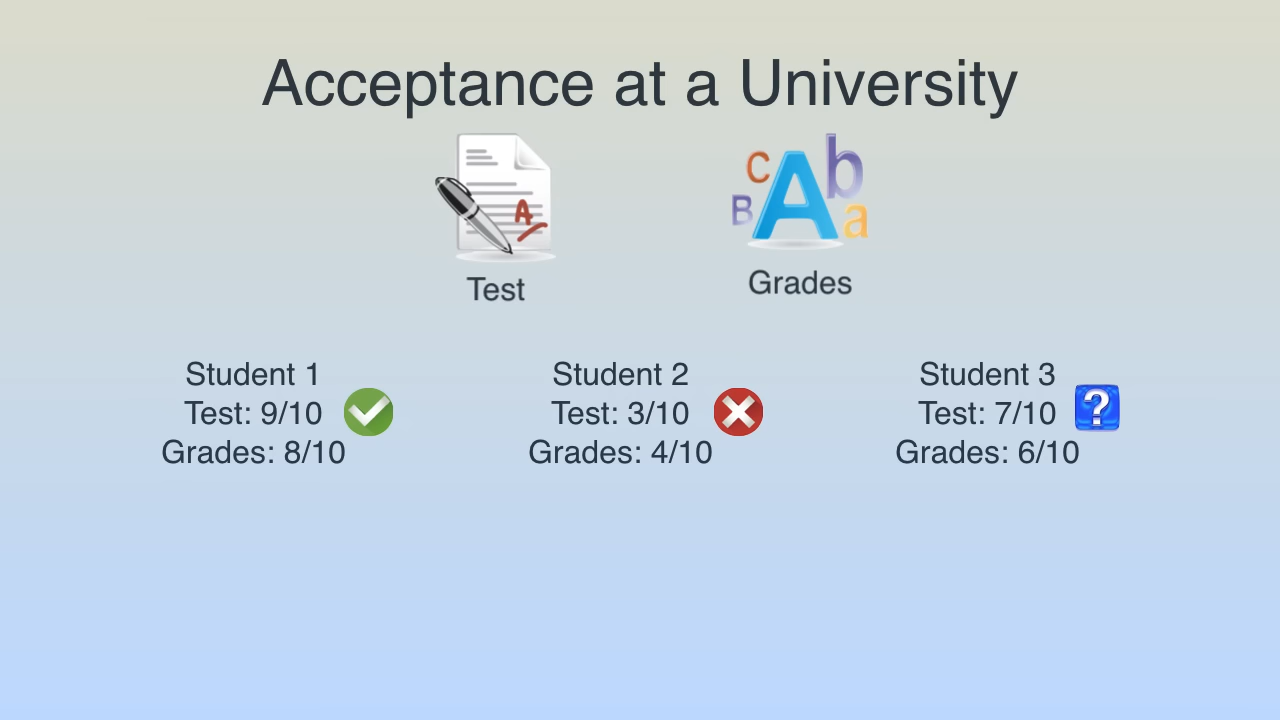 Acceptance at a University
A
C B A b a
Test
Grades
Student 1
Test: 9/10
Grades: 8/10
Student 2
Test: 3/10
Grades: 4/10
Student 3
Test: 7/10
Grades: 6/10
?